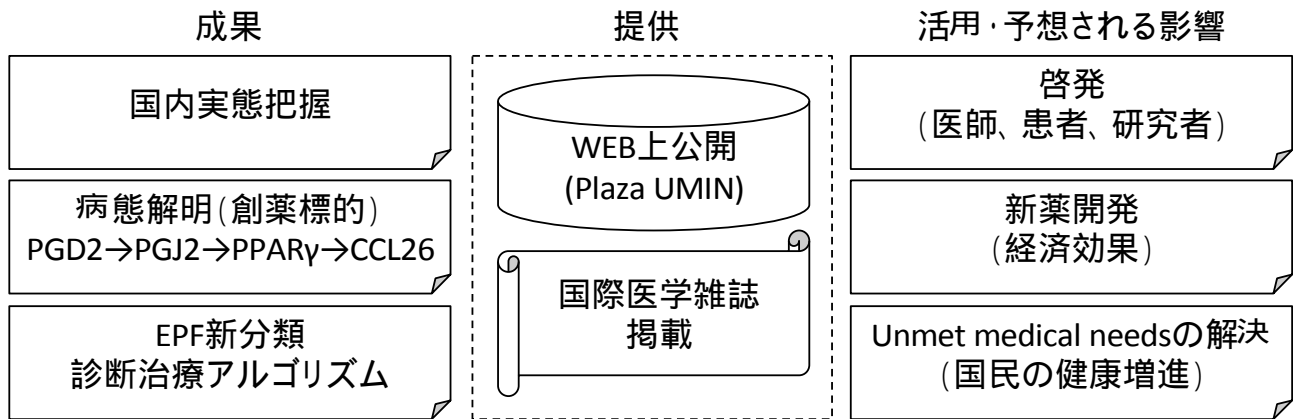 成果
国内実態把握
病態解明(創薬標的)
PGD2→PGJ2→PPARγ→CCL26
EPF新分類
診断治療アルゴリズム
提供
WEB上公開
(Plaza UMIN)
国際医学雑誌
掲載
活用・予想される影響
啓発
(医師、患者、研究者)
新薬開発
(経済効果)
Unmet medical needsの解決
(国民の健康増進)